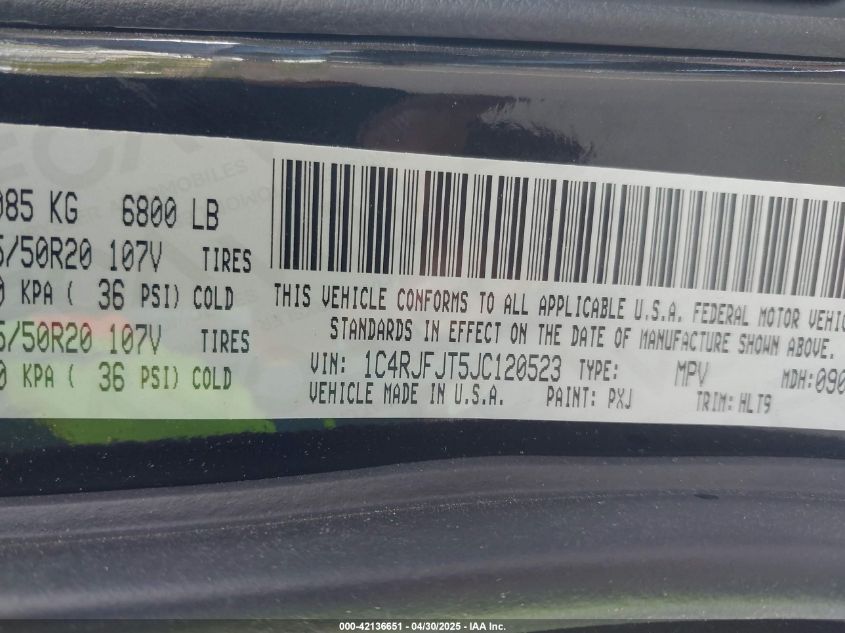 085 KG 6800 LB
5/50R20 107V TIRES
0 KPA ( 36 PSI) COLD
5/50R20 107V TIRES
0 KPA ( 36 PSI) COLD
THIS VEHICLE CONFORMS TO ALL APPLICABLE U.S.A. FEDERAL MOTOR VEHIC
STANDARDS IN EFFECT ON THE DATE OF MANUFACTURE SHOWN ABOVE.
VIN: 1C4RJFJT5JC120523 TYPE: MPV MDH:090
VEHICLE MADE IN U.S.A. PAINT: PXJ TRIM: HLT9
000-42136651 | 04/30/2025 - IAA Inc.